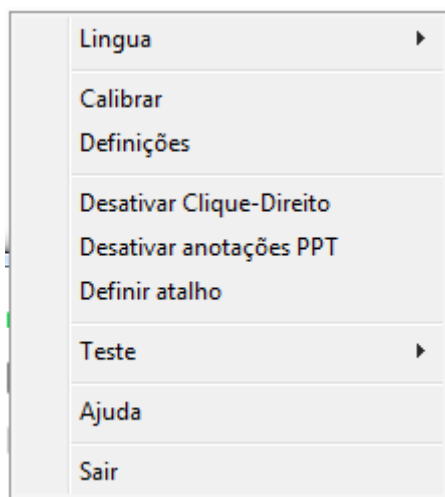 Lingua
Calibrar
Definições
Desativar Clique-Direito
Desativar anotações PPT
Definir atalho
Teste
Ajuda
Sair